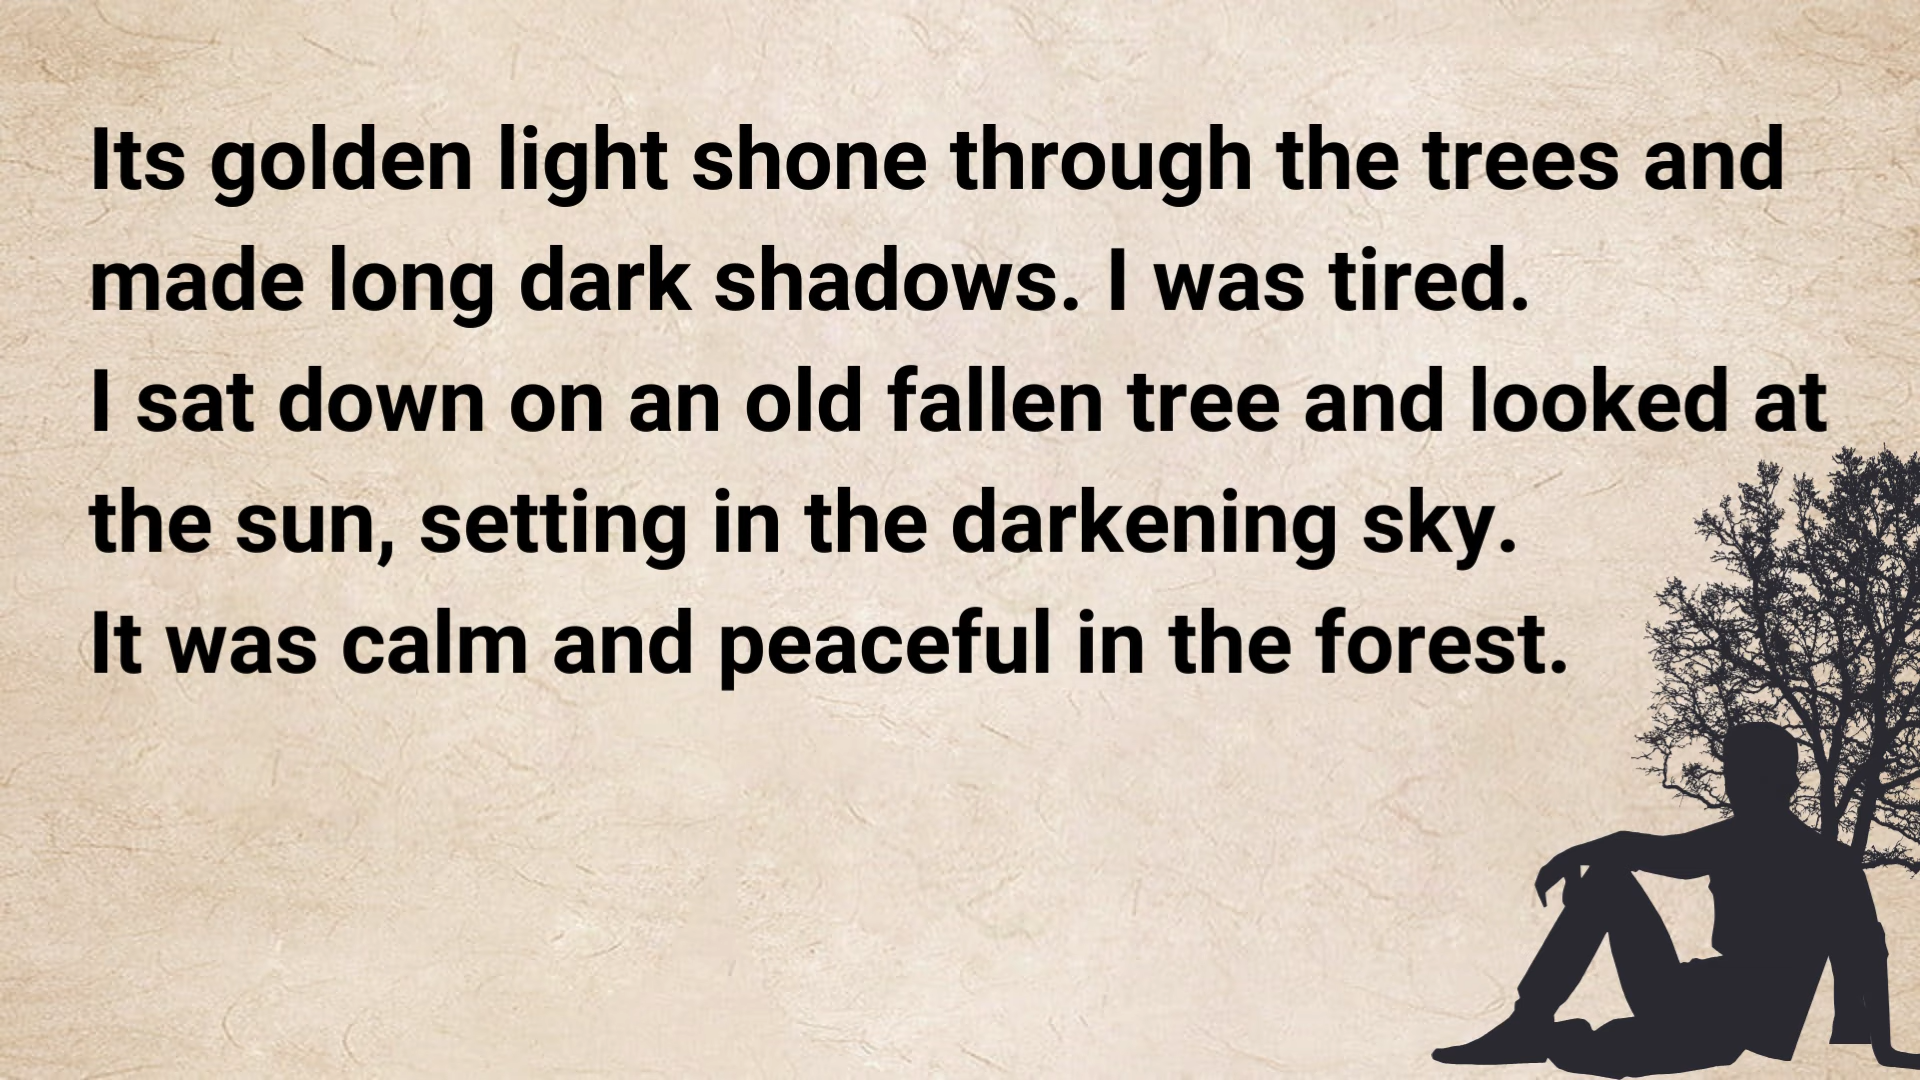 Its golden light shone through the trees and
made long dark shadows. I was tired.
I sat down on an old fallen tree and looked at
the sun, setting in the darkening sky.
It was calm and peaceful in the forest.